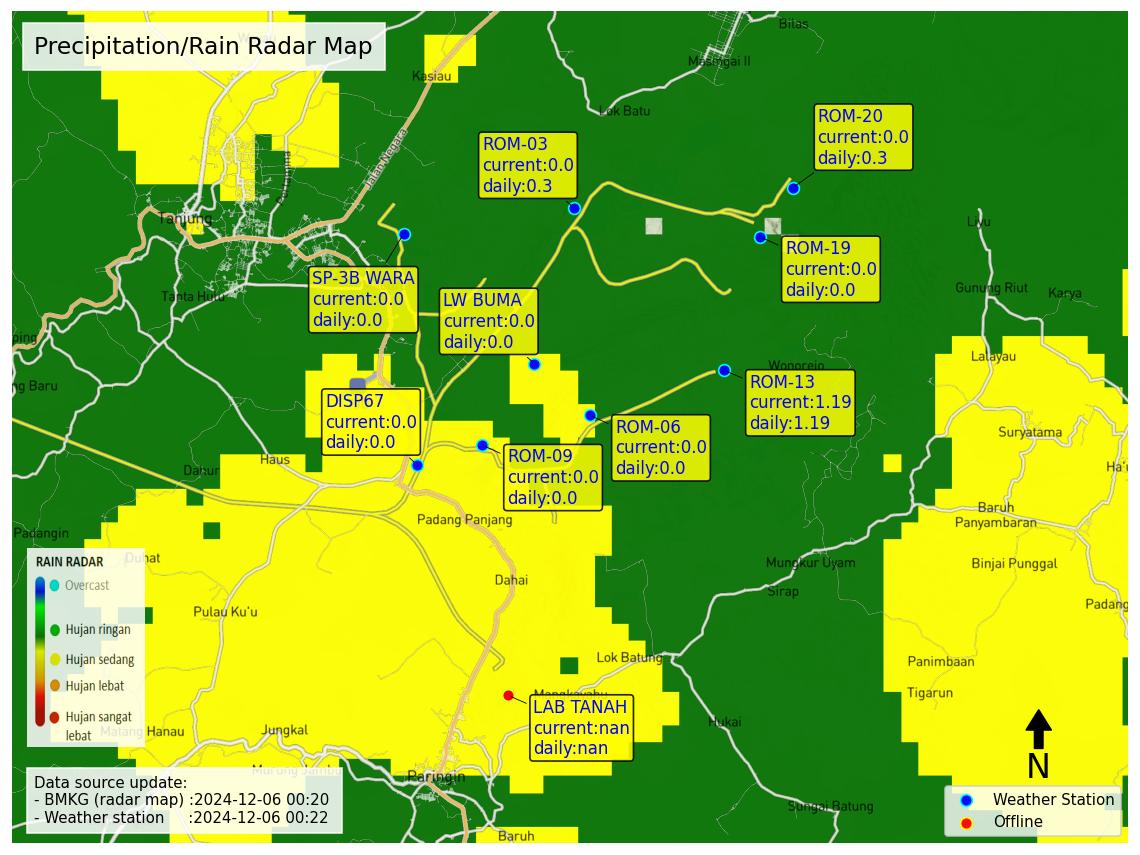 Precipitation/Rain Radar Map
Bilas
Masingai II
Kasiau
Lok Batu
Jalan Negara
ROM-20
current:0.0
daily:0.3
ROM-03
current:0.0
daily:0.3
Tanjung
Liyu
ROM-19
current:0.0
daily:0.0
SP-3B WARA
current:0.0
daily:0.0
LW BUMA
current:0.0
daily:0.0
Tanta Hulu
Gunung Riut
Karya
ping
Lalayau
Wonorejo
ng Baru
ROM-13
current:1.19
daily:1.19
DISP67
current:0.0
daily:0.0
ROM-06
current:0.0
daily:0.0
Suryatama
ROM-09
current:0.0
daily:0.0
Haus
Dahur
Ha'u
Padang Panjang
Baruh
Panyambaran
Padangin
Mungkur Uyam
Binjai Punggal
RAIN RADAR
Overcast
Hujan ringan
Hujan sedang
Hujan lebat
Hujan sangat
lebat
Duhat
Dahai
Sirap
Pulau Ku'u
Padang
Lok Batung
Panimbaan
Tigarun
LAB TANAH
current:nan
daily:nan
Matang Hanau
Jungkal
Hukai
Murung Jambu
Paringin
N
Sungai Batung
Baruh
Data source update:
- BMKG (radar map) :2024-12-06 00:20
- Weather station :2024-12-06 00:22
Weather Station
Offline